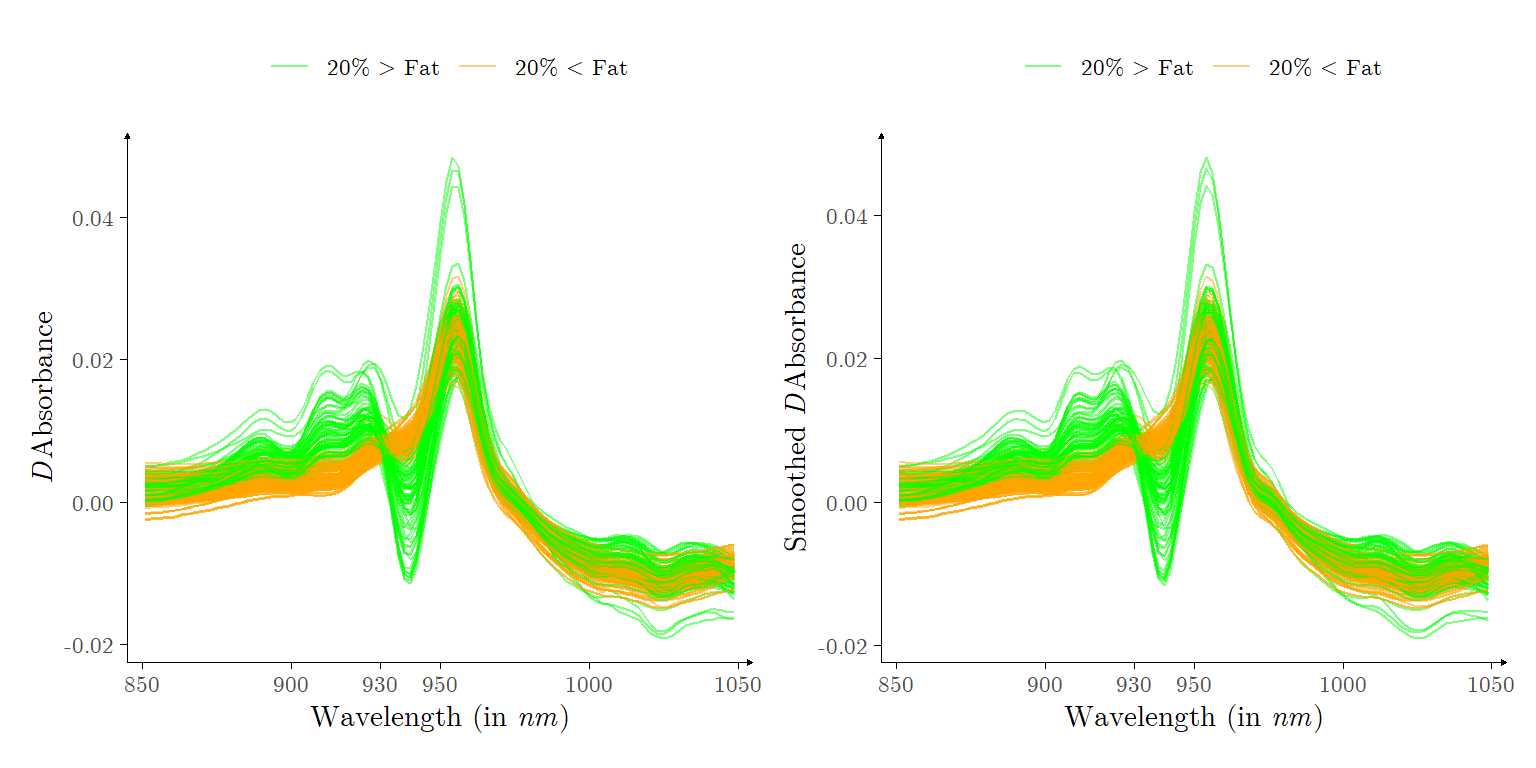 20% > Fat 20% < Fat
0.04
0.02
0.00
-0.02
D Absorbance
850 900 930 950 1000 1050
Wavelength (in nm)
20% > Fat 20% < Fat
0.04
0.02
0.00
-0.02
Smoothed D Absorbance
850 900 930 950 1000 1050
Wavelength (in nm)